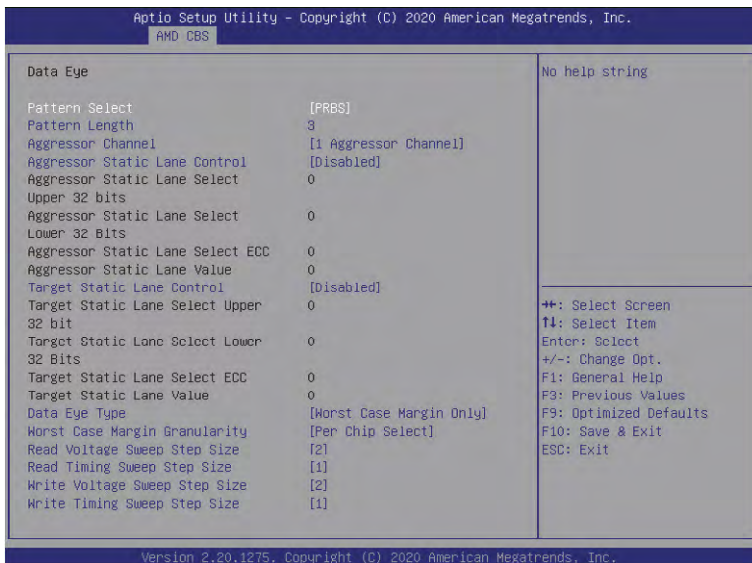 Aptio Setup Utility – Copyright (C) 2020 American Megatrends, Inc.
AMD CBS
Data Eye
No help string
Pattern Select [PRBS]
Pattern Length 3
Aggressor Channel [1 Aggressor Channel]
Aggressor Static Lane Control [Disabled]
Aggressor Static Lane Select 0
Upper 32 bits
Aggressor Static Lane Select 0
Lower 32 Bits
Aggressor Static Lane Select ECC 0
Aggressor Static Lane Value 0
Target Static Lane Control [Disabled]
Target Static Lane Select Upper 0
32 bit
Target Static Lane Select Lower 0
32 Bits
Target Static Lane Select ECC 0
Target Static Lane Value 0
Data Eye Type [Worst Case Margin Only]
Worst Case Margin Granularity [Per Chip Select]
Read Voltage Sweep Step Size [2]
Read Timing Sweep Step Size [1]
Write Voltage Sweep Step Size [2]
Write Timing Sweep Step Size [1]
→←: Select Screen
↑↓: Select Item
Enter: Select
+/-: Change Opt.
F1: General Help
F3: Previous Values
F9: Optimized Defaults
F10: Save & Exit
ESC: Exit
Version 2.20.1275. Copyright (C) 2020 American Megatrends, Inc.